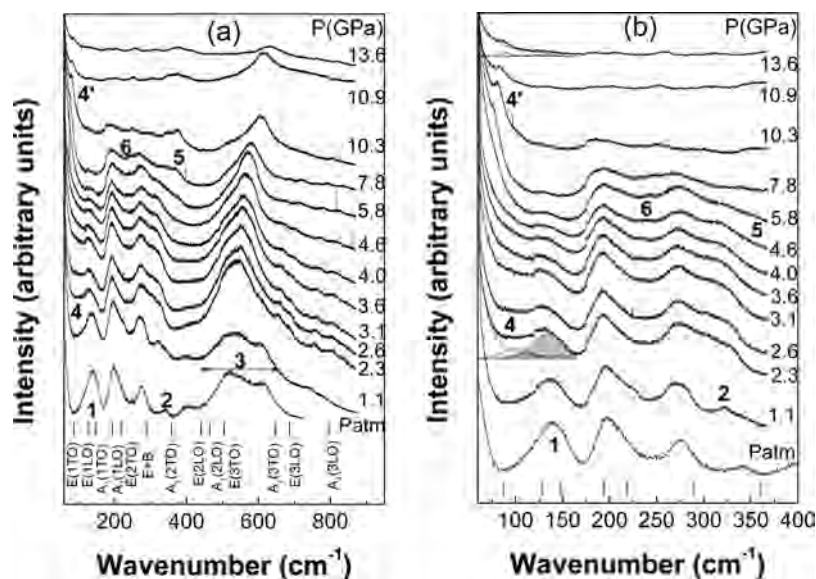 (a)
P(GPa)
13.6
10.9
10.3
7.8
5.8
4.6
4.0
3.6
3.1
2.6
2.3
1.1
Patm
4'
6
5
4
3
1
2
E(1TO)
E(1LO)
A₁(1TO)
A₁(1LO)
E(2TO)
E+B₁
A₁(2TO)
E(2LO)
A₁(2LO)
E(3TO)
A₁(3TO)
E(3LO)
A₁(3LO)
200 400 600 800
Wavenumber (cm⁻¹)
Intensity (arbitrary units)
(b)
P(GPa)
13.6
10.9
10.3
7.8
5.8
4.6
4.0
3.6
3.1
2.6
2.3
1.1
Patm
4'
6
5
4
2
1
100 150 200 250 300 350 400
Wavenumber (cm⁻¹)
Intensity (arbitrary units)